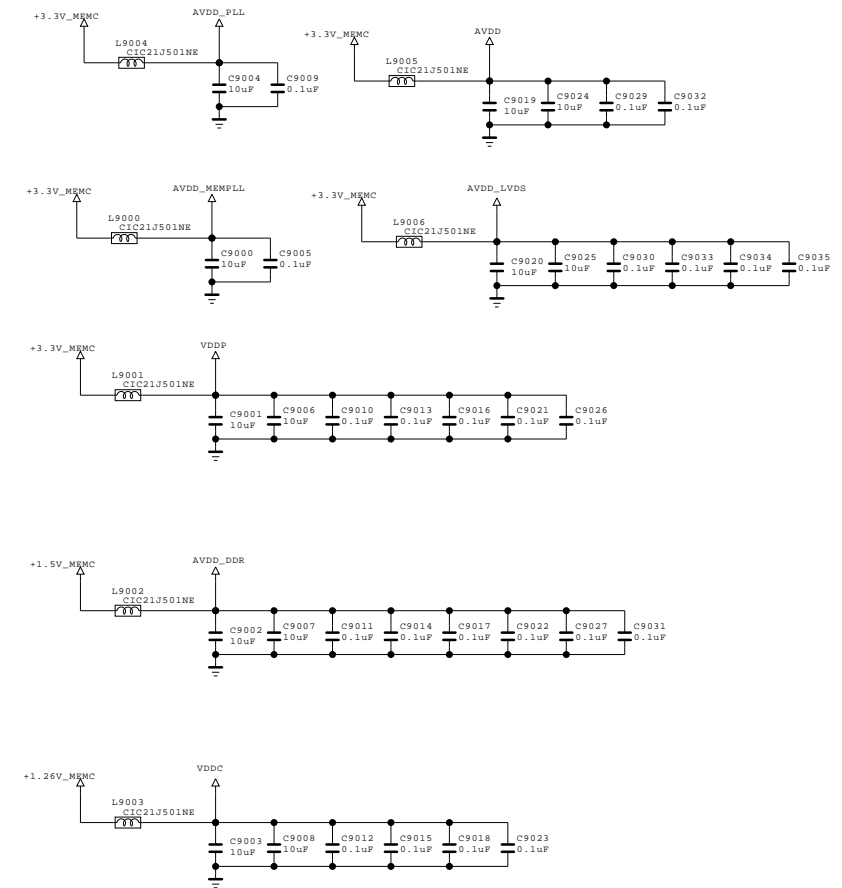 +3.3V_MEMC
AVDD_PLL
L9004
CIC21J501NE
C9004
10uF
C9009
0.1uF
+3.3V_MEMC
AVDD
L9005
CIC21J501NE
C9019
10uF
C9024
10uF
C9029
0.1uF
C9032
0.1uF
+3.3V_MEMC
AVDD_MEMPLL
L9000
CIC21J501NE
C9000
10uF
C9005
0.1uF
+3.3V_MEMC
AVDD_LVDS
L9006
CIC21J501NE
C9020
10uF
C9025
10uF
C9030
0.1uF
C9033
0.1uF
C9034
0.1uF
C9035
0.1uF
+3.3V_MEMC
VDDP
L9001
CIC21J501NE
C9001
10uF
C9006
10uF
C9010
0.1uF
C9013
0.1uF
C9016
0.1uF
C9021
0.1uF
C9026
0.1uF
+1.5V_MEMC
AVDD_DDR
L9002
CIC21J501NE
C9002
10uF
C9007
10uF
C9011
0.1uF
C9014
0.1uF
C9017
0.1uF
C9022
0.1uF
C9027
0.1uF
C9031
0.1uF
+1.26V_MEMC
VDDC
L9003
CIC21J501NE
C9003
10uF
C9008
10uF
C9012
0.1uF
C9015
0.1uF
C9018
0.1uF
C9023
0.1uF